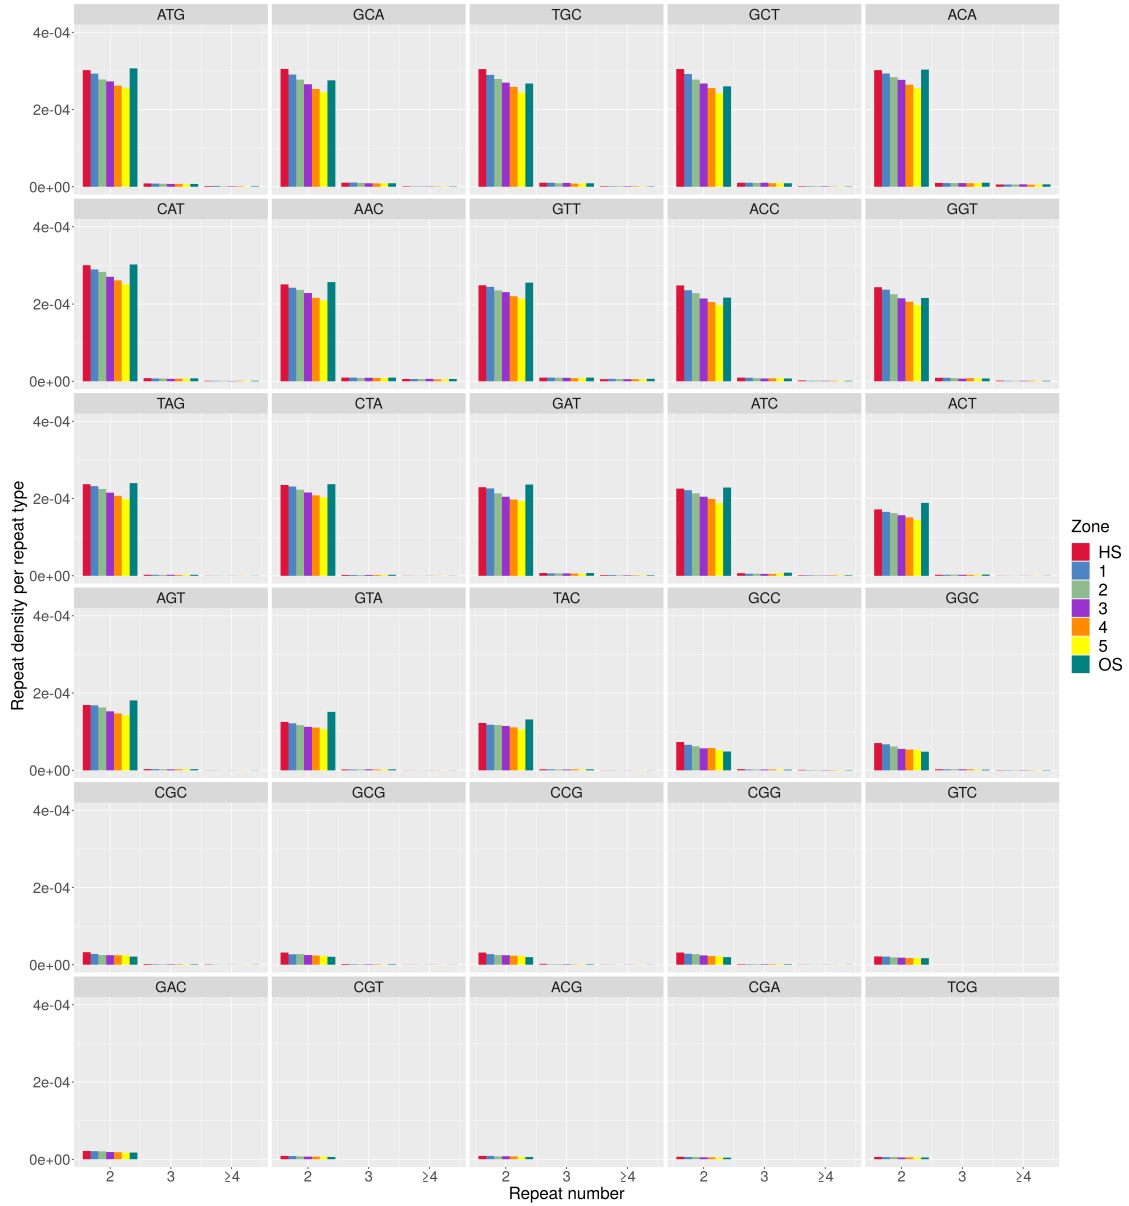 ATG GCA TGC GCT ACA
4e-04
2e-04
0e+00
CAT AAC GTT ACC GGT
4e-04
2e-04
0e+00
TAG CTA GAT ATC ACT
4e-04
2e-04
0e+00
AGT GTA TAC GCC GGC
4e-04
2e-04
0e+00
CGC GCG CCG CGG GTC
4e-04
2e-04
0e+00
GAC CGT ACG CGA TCG
4e-04
2e-04
0e+00
2 3 ≥4 2 3 ≥4 2 3 ≥4 2 3 ≥4 2 3 ≥4
Repeat number
Repeat density per repeat type
Zone
HS
1
2
3
4
5
OS